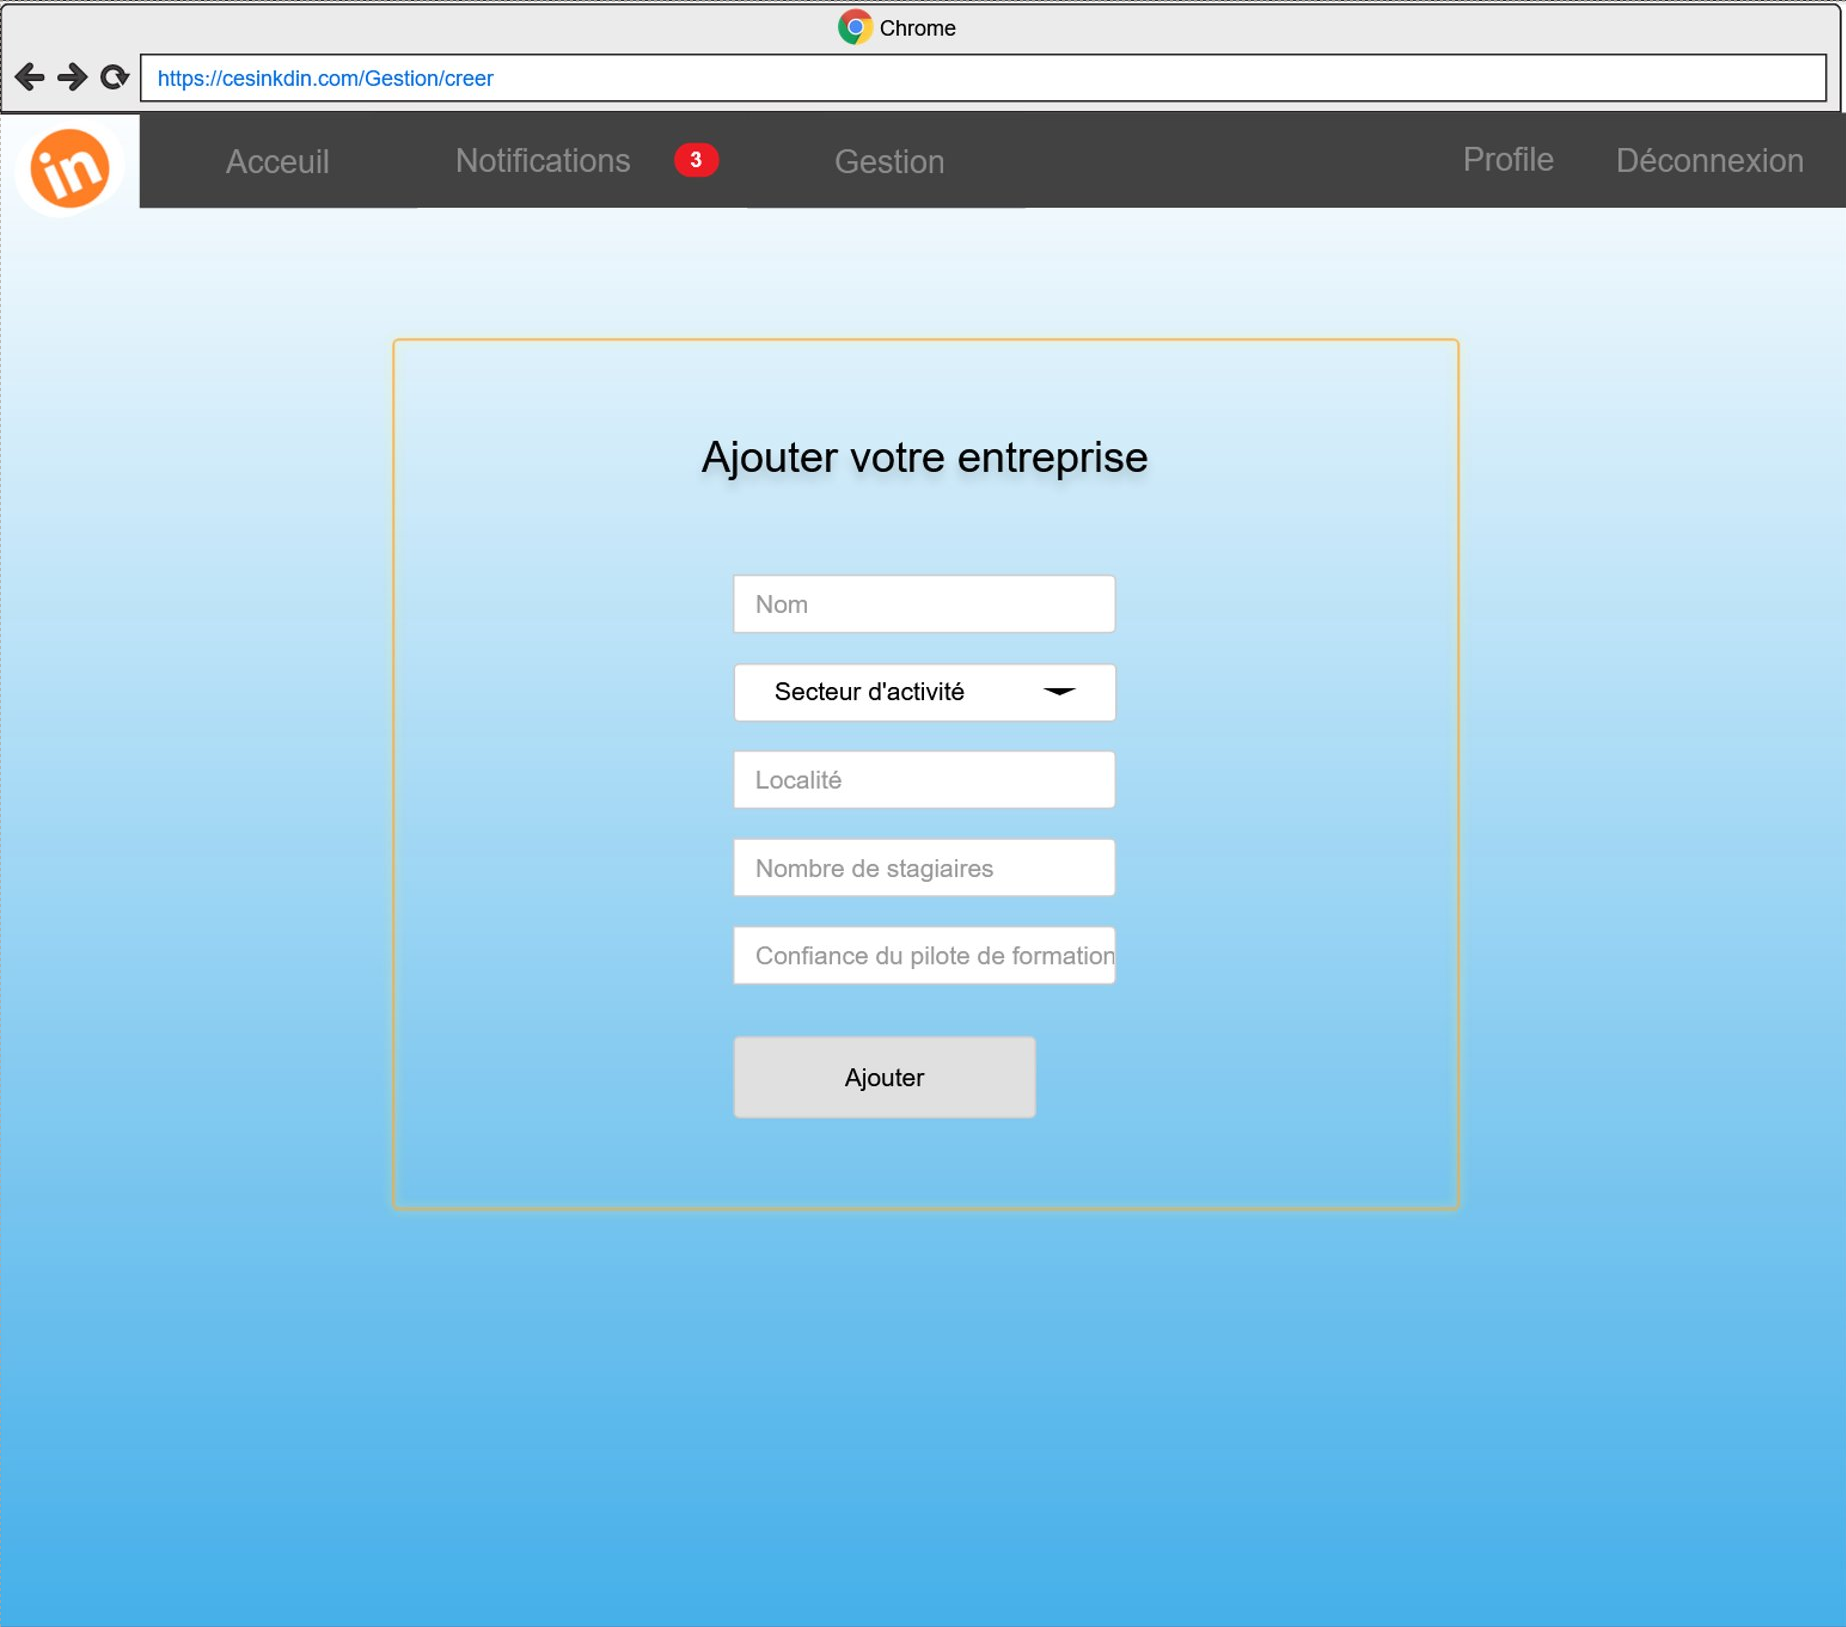 Chrome
https://cesinkdin.com/Gestion/creer
in
Acceuil Notifications 3 Gestion Profile Déconnexion
Ajouter votre entreprise
Nom
Secteur d'activité
Localité
Nombre de stagiaires
Confiance du pilote de formation
Ajouter